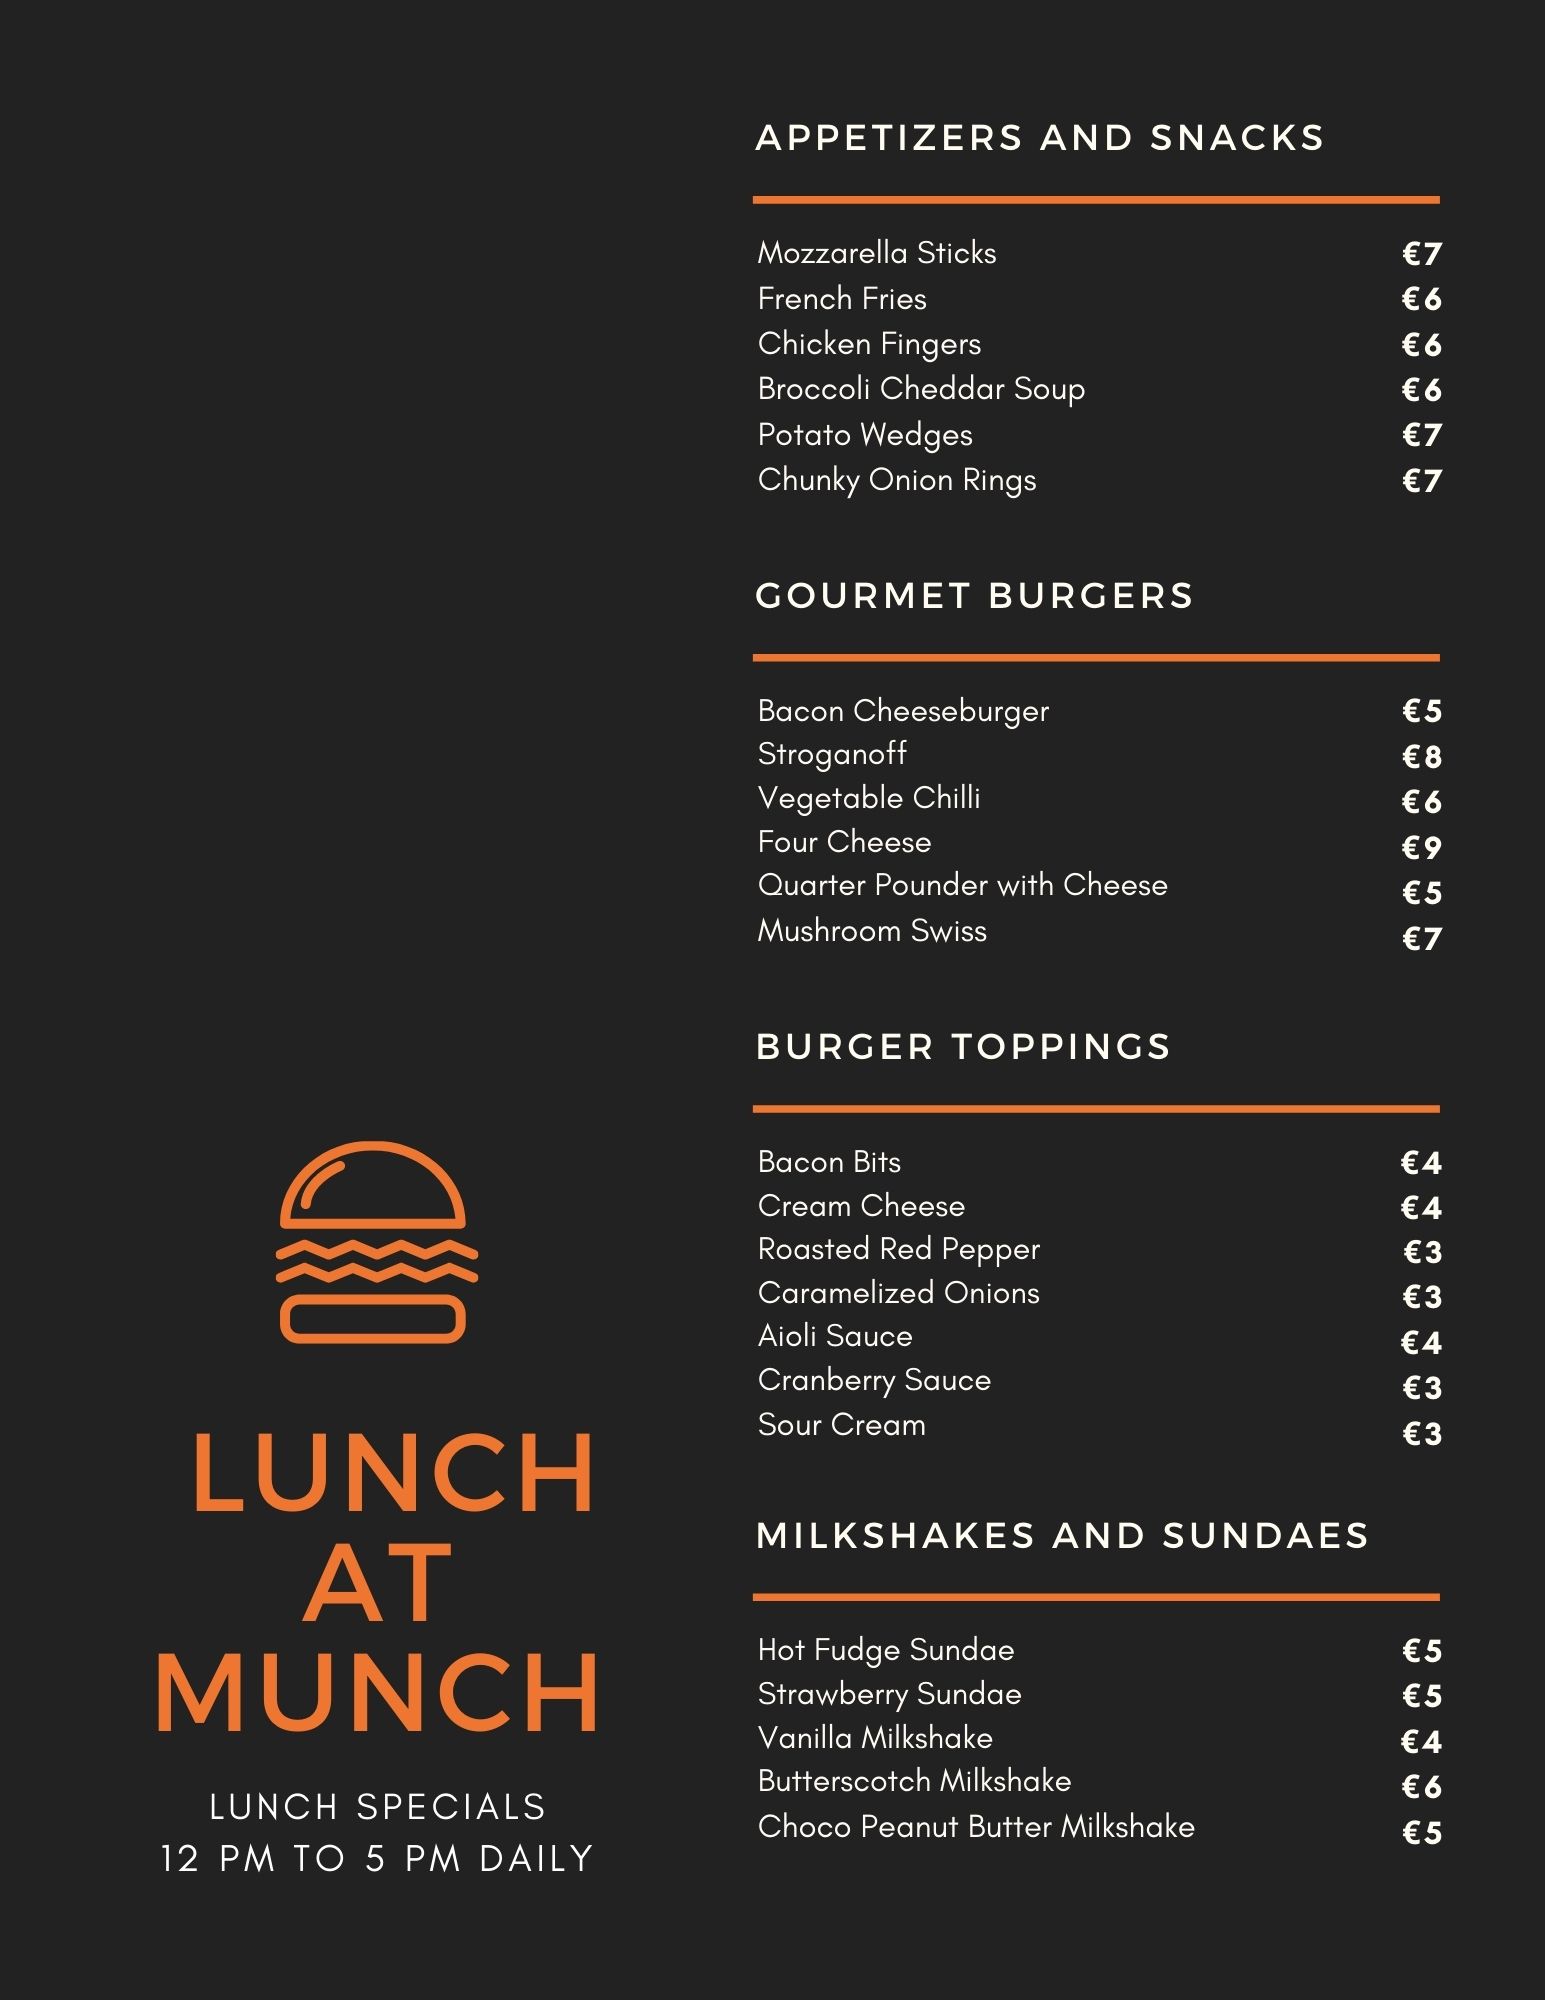 APPETIZERS AND SNACKS
Mozzarella Sticks €7
French Fries €6
Chicken Fingers €6
Broccoli Cheddar Soup €6
Potato Wedges €7
Chunky Onion Rings €7
GOURMET BURGERS
Bacon Cheeseburger €5
Stroganoff €8
Vegetable Chilli €6
Four Cheese €9
Quarter Pounder with Cheese €5
Mushroom Swiss €7
BURGER TOPPINGS
Bacon Bits €4
Cream Cheese €4
Roasted Red Pepper €3
Caramelized Onions €3
Aioli Sauce €4
Cranberry Sauce €3
Sour Cream €3
MILKSHAKES AND SUNDAES
Hot Fudge Sundae €5
Strawberry Sundae €5
Vanilla Milkshake €4
Butterscotch Milkshake €6
Choco Peanut Butter Milkshake €5
LUNCH
AT
MUNCH
LUNCH SPECIALS
12 PM TO 5 PM DAILY